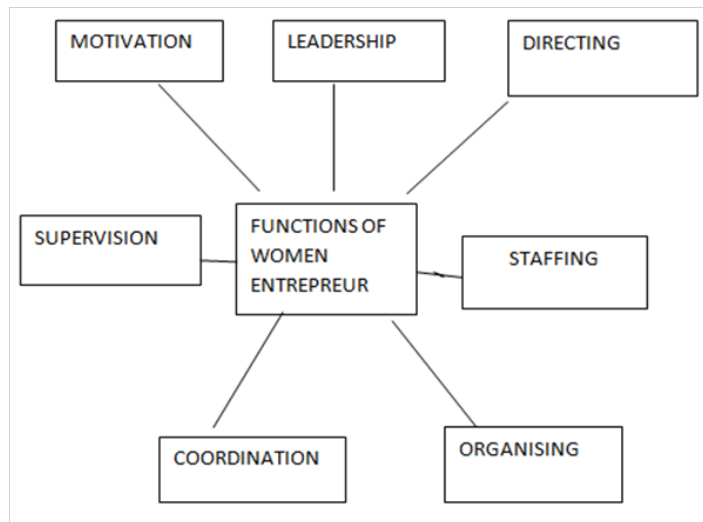 MOTIVATION
LEADERSHIP
DIRECTING
SUPERVISION
FUNCTIONS OF
WOMEN
ENTREPREUR
STAFFING
COORDINATION
ORGANISING